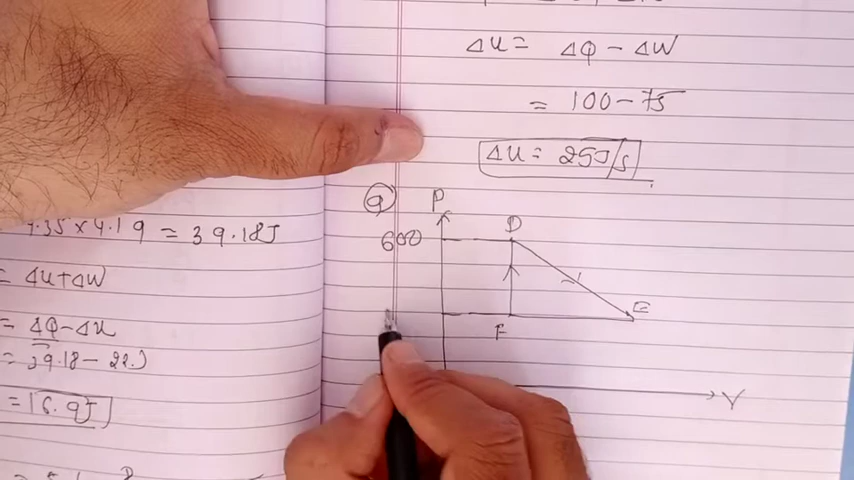 4.35 x 4.19 = 39.18J
= ΔU+ΔW
= ΔQ-ΔU
= 39.18 - 22.J
= 16.9J
ΔU = ΔQ - ΔW
= 100 - 75
ΔU = 25J/s
9
P
600
D
E
F
V